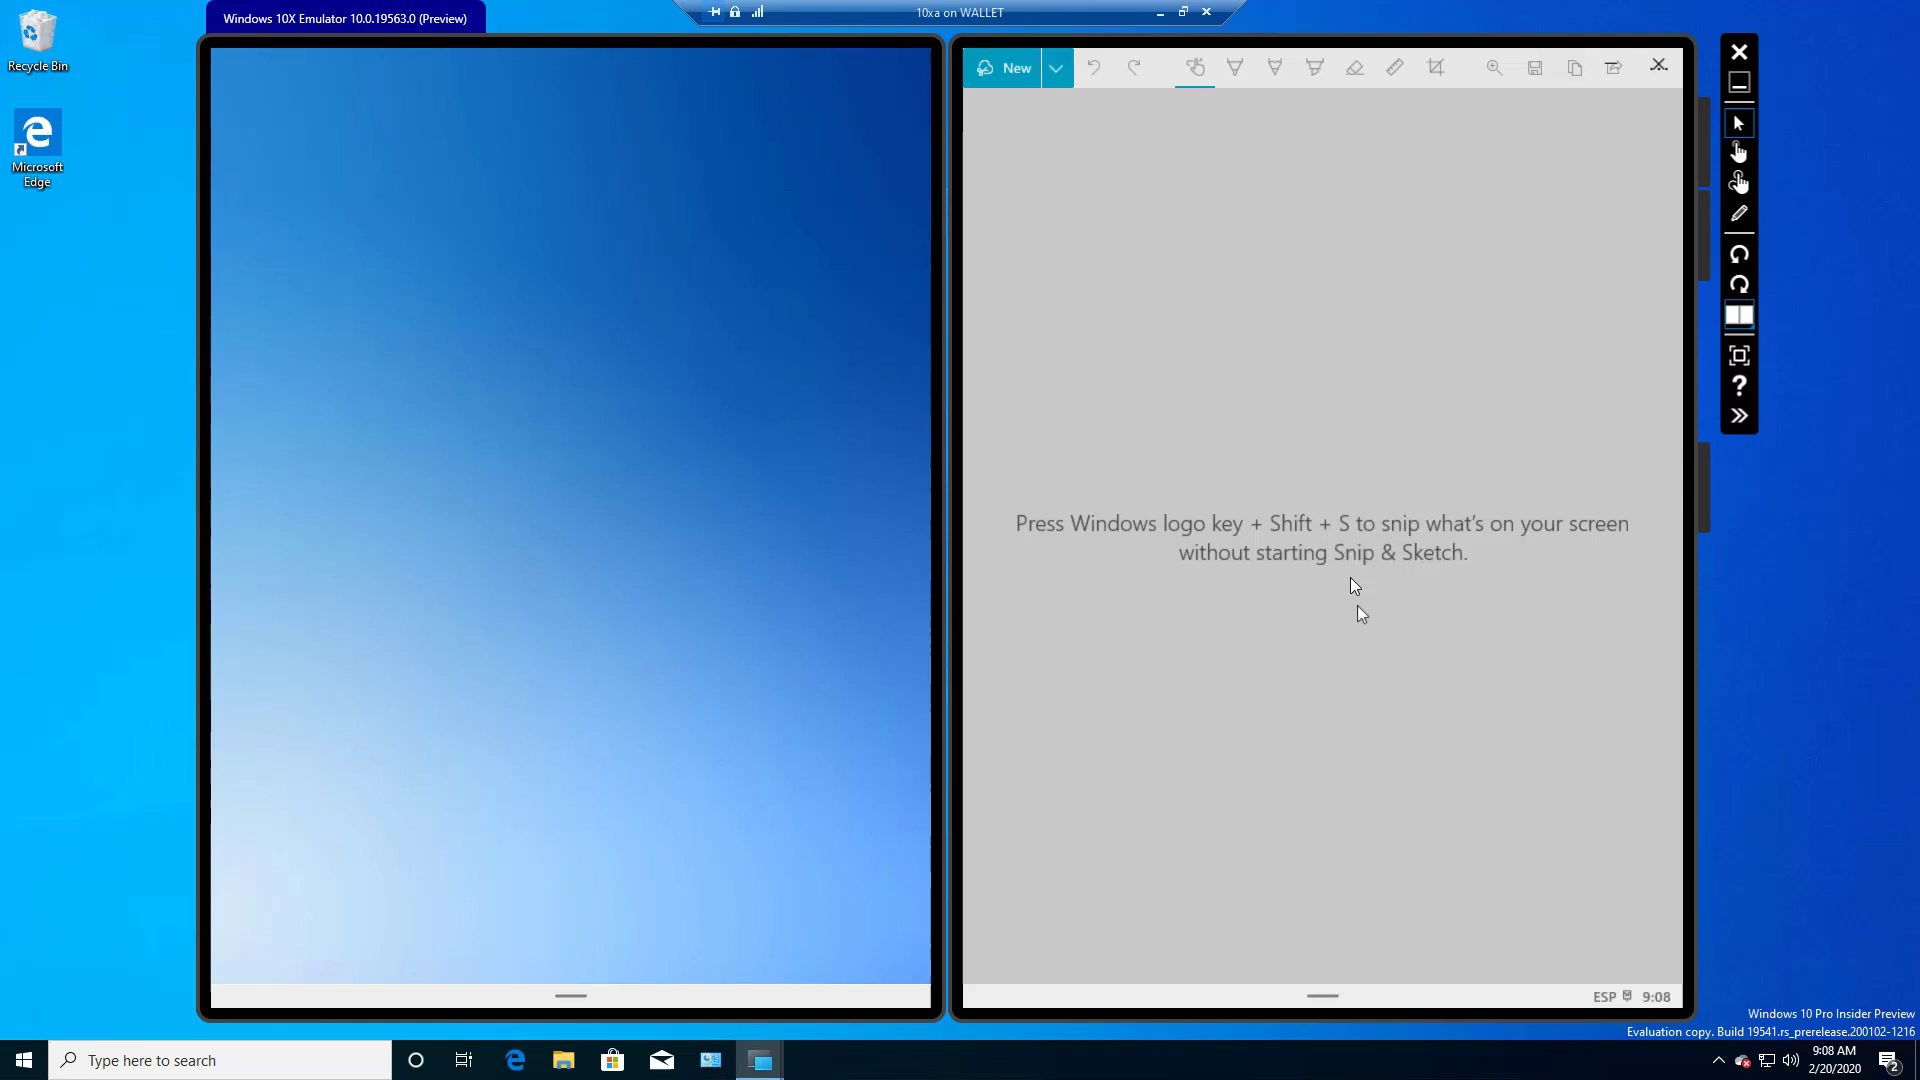 Windows 10X Emulator 10.0.19563.0 (Preview)
10xa on WALLET
Recycle Bin
Microsoft
Edge
New
Press Windows logo key + Shift + S to snip what's on your screen
without starting Snip & Sketch.
ESP 9:08
Windows 10 Pro Insider Preview
Evaluation copy. Build 19541.rs_prerelease.200102-1216
Type here to search
9:08 AM
2/20/2020
2